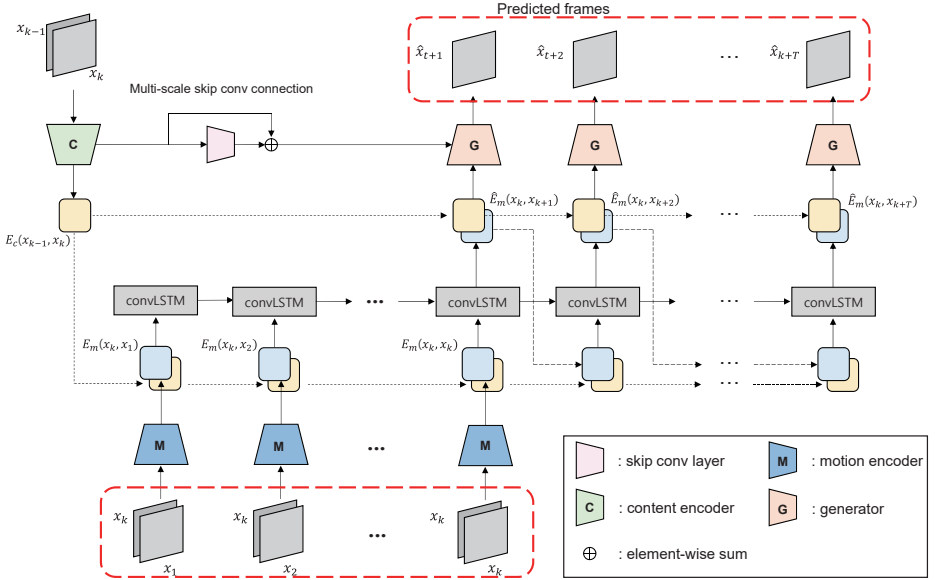 Predicted frames
x_{k−1}
x_k
x̂_{t+1}
x̂_{t+2}
...
x̂_{k+T}
Multi-scale skip conv connection
C
G
G
G
Ê_m(x_k, x_{k+1})
Ê_m(x_k, x_{k+2})
...
Ê_m(x_k, x_{k+T})
E_c(x_{k−1}, x_k)
convLSTM
convLSTM
...
convLSTM
convLSTM
...
convLSTM
E_m(x_k, x_1)
E_m(x_k, x_2)
E_m(x_k, x_k)
...
...
M
M
...
M
x_k
x_k
...
x_k
x_1
x_2
x_k
: skip conv layer
M
: motion encoder
C
: content encoder
G
: generator
: element-wise sum